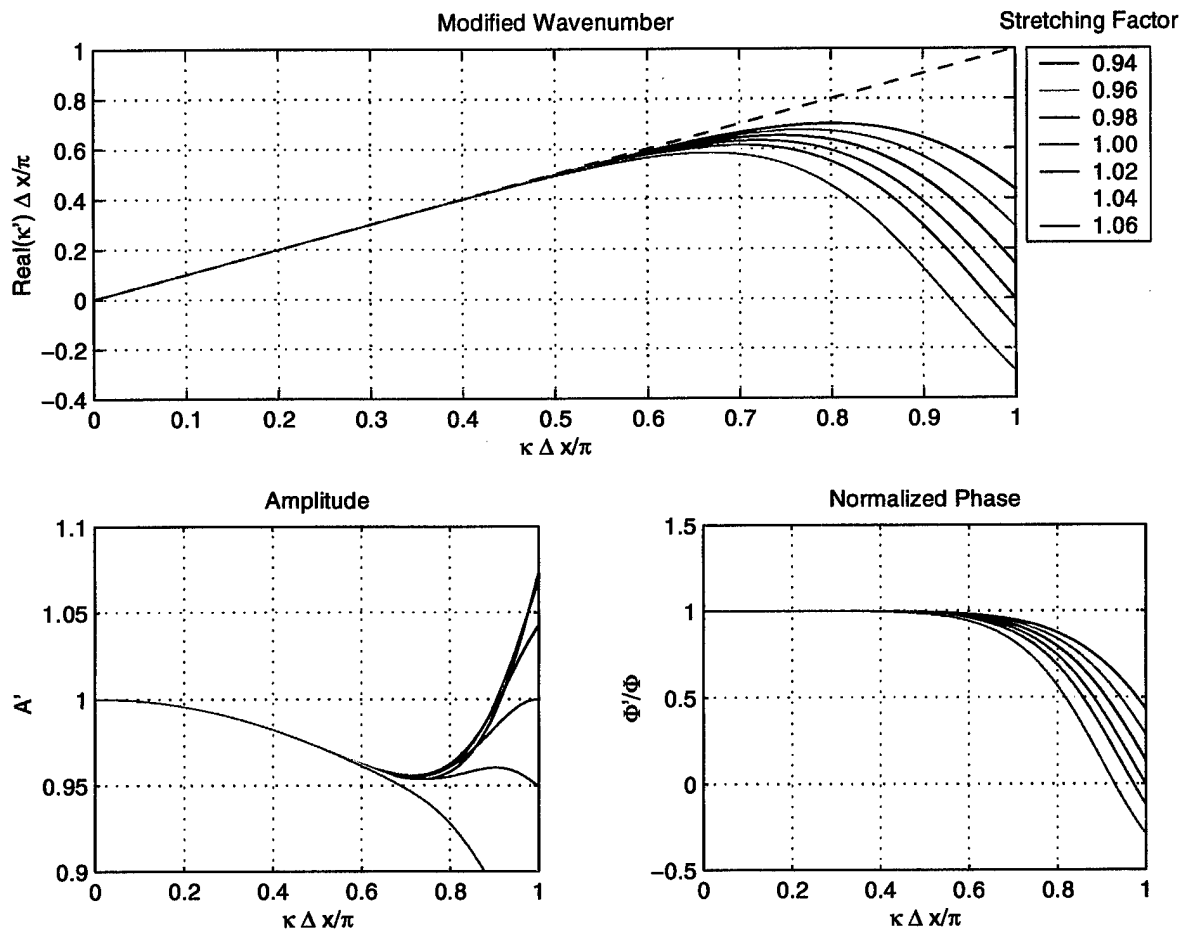 Modified Wavenumber
Stretching Factor
1
0.8
0.6
0.4
0.2
0
−0.2
−0.4
Real(κ') Δ x/π
0 0.1 0.2 0.3 0.4 0.5 0.6 0.7 0.8 0.9 1
κ Δ x/π
0.94
0.96
0.98
1.00
1.02
1.04
1.06
Amplitude
1.1
1.05
1
0.95
0.9
A'
0 0.2 0.4 0.6 0.8 1
κ Δ x/π
Normalized Phase
1.5
1
0.5
0
−0.5
Φ'/Φ
0 0.2 0.4 0.6 0.8 1
κ Δ x/π